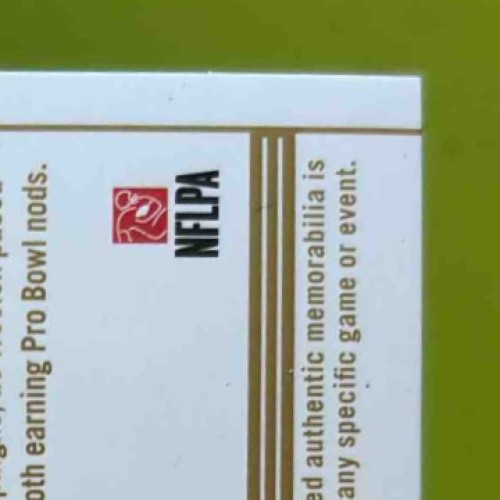 oth earning Pro Bowl nods.
NFLPA
ed authentic memorabilia is
any specific game or event.